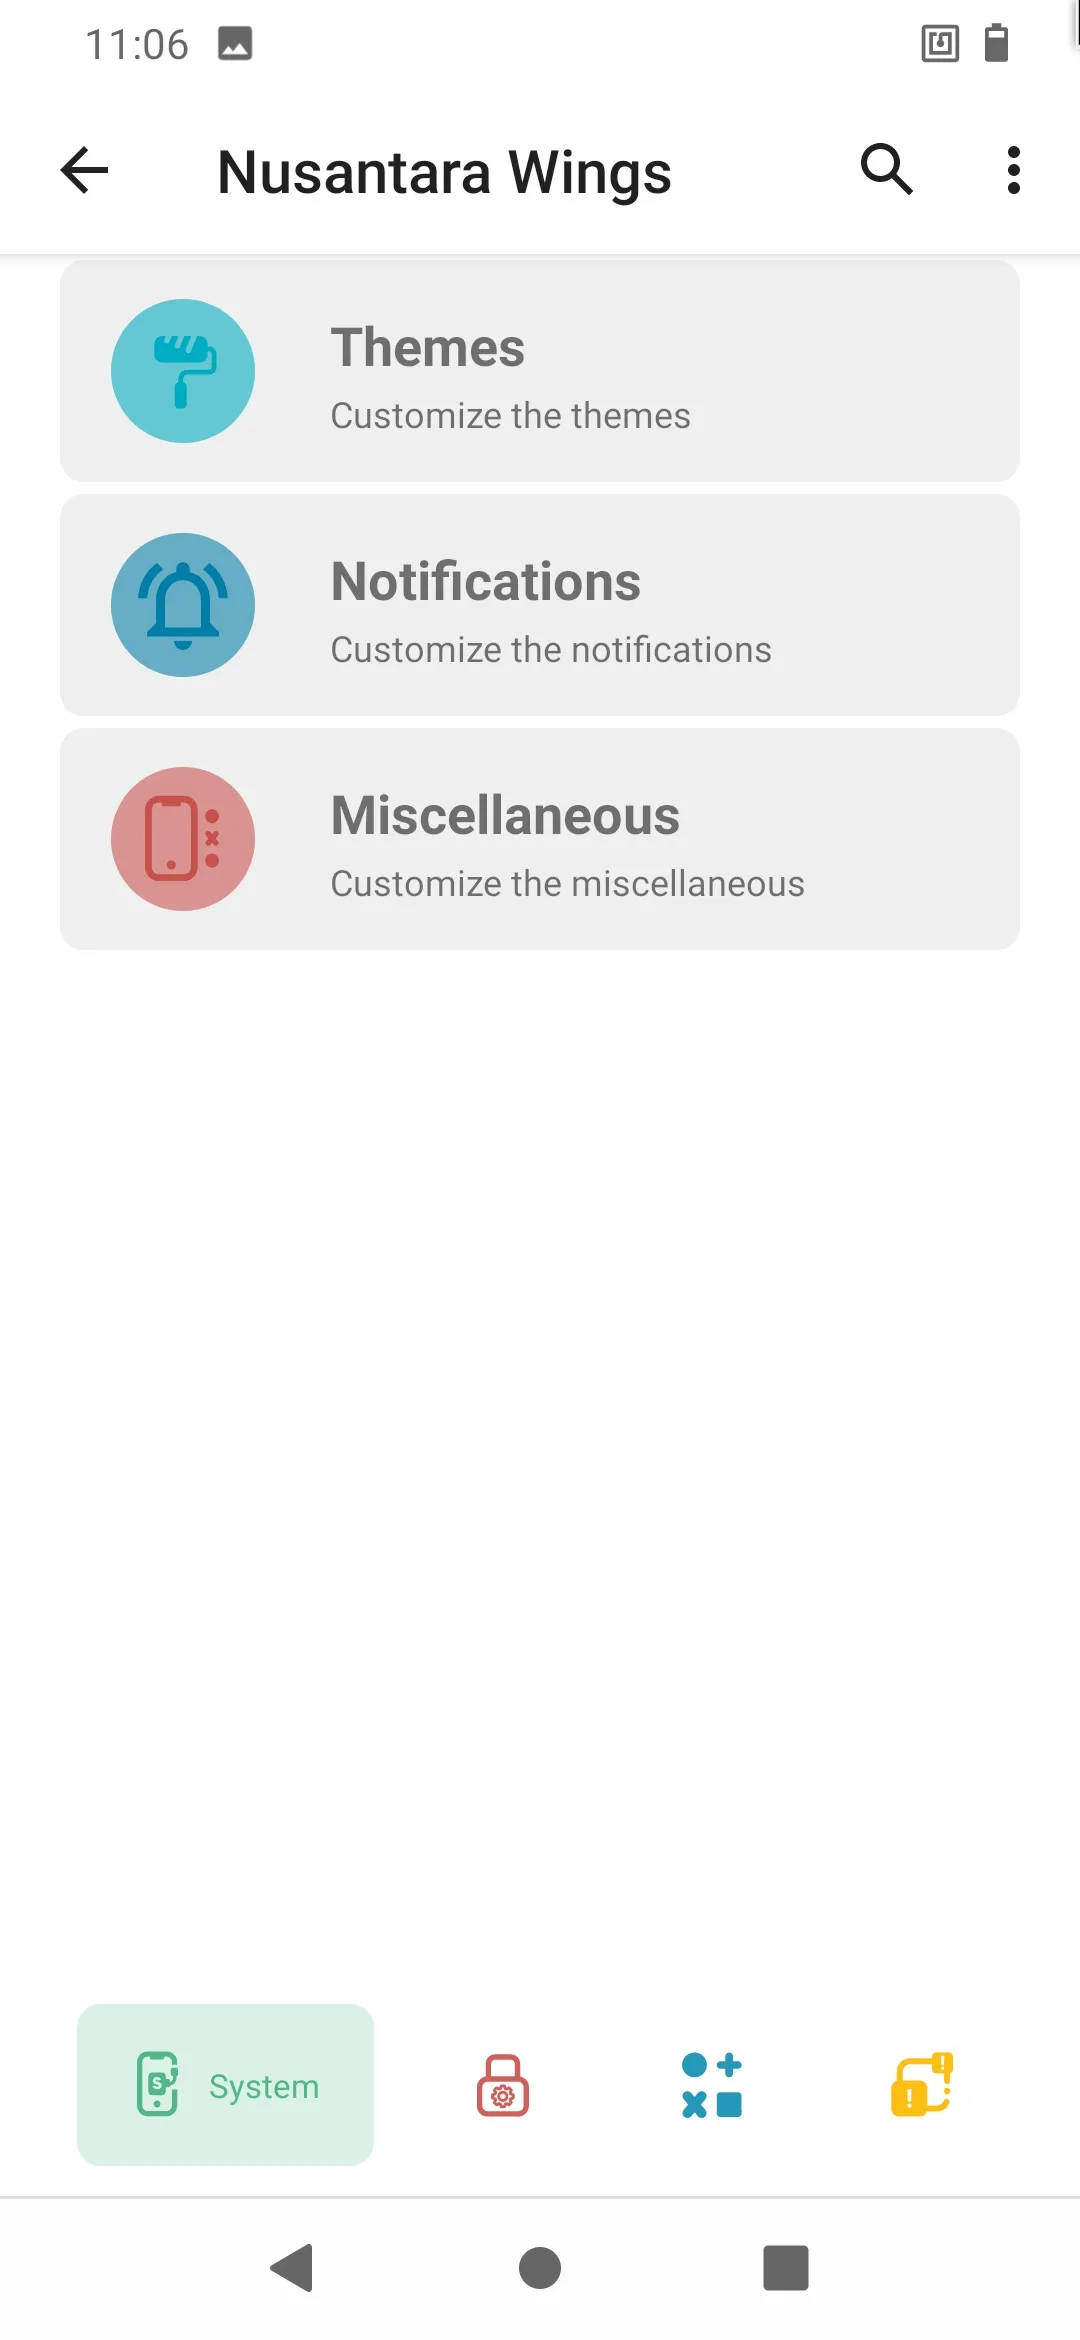 11:06
Nusantara Wings
Themes
Customize the themes
Notifications
Customize the notifications
Miscellaneous
Customize the miscellaneous
System